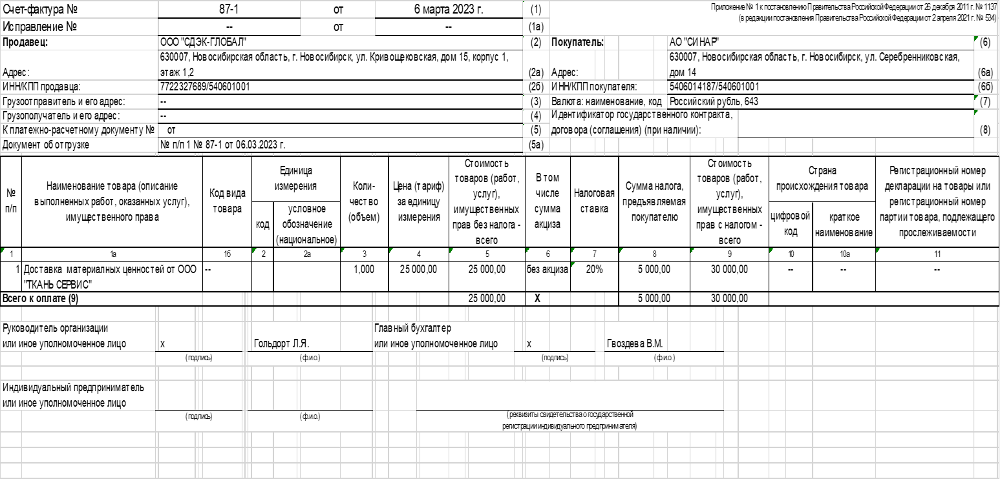 Счет-фактура № 87-1 от 6 марта 2023 г. (1)
Приложение № 1 к постановлению Правительства Российской Федерации от 26 декабря 2011 г. № 1137
(в редакции постановления Правительства Российской Федерации от 2 апреля 2021 г. № 534)
Исправление № -- от -- (1а)
Продавец: ООО "СДЭК-ГЛОБАЛ" (2)
Адрес: 630007, Новосибирская область, г. Новосибирск, ул. Кривощековская, дом 15, корпус 1,
этаж 1,2 (2а)
ИНН/КПП продавца: 7722327689/540601001 (2б)
Грузоотправитель и его адрес: -- (3)
Грузополучатель и его адрес: -- (4)
К платежно-расчетному документу № от (5)
Документ об отгрузке № п/п 1 № 87-1 от 06.03.2023 г. (5а)
Покупатель: АО "СИНАР" (6)
Адрес: 630007, Новосибирская область, г. Новосибирск, ул. Серебренниковская,
дом 14 (6а)
ИНН/КПП покупателя: 5406014187/540601001 (6б)
Валюта: наименование, код Российский рубль, 643 (7)
Идентификатор государственного контракта,
договора (соглашения) (при наличии): (8)
№
п/п
Наименование товара (описание
выполненных работ, оказанных услуг),
имущественного права
Код вида
товара
Единица
измерения
код
условное
обозначение
(национальное)
Коли-
чество
(объем)
Цена (тариф)
за единицу
измерения
Стоимость
товаров (работ,
услуг),
имущественных
прав без налога -
всего
В том
числе
сумма
акциза
Налоговая
ставка
Сумма налога,
предъявляемая
покупателю
Стоимость
товаров (работ,
услуг),
имущественных
прав с налогом -
всего
Страна
происхождения товара
цифровой
код
краткое
наименование
Регистрационный номер
декларации на товары или
регистрационный номер
партии товара, подлежащего
прослеживаемости
1 1а 1б 2 2а 3 4 5 6 7 8 9 10 10а 11
1 Доставка материалных ценностей от ООО -- 1,000 25 000,00 25 000,00 без акциза 20% 5 000,00 30 000,00 -- -- --
"ТКАНЬ СЕРВИС"
Всего к оплате (9) 25 000,00 X 5 000,00 30 000,00
Руководитель организации
или иное уполномоченное лицо x Гольдорт Л.Я.
(подпись) (ф.и.о.)
Главный бухгалтер
или иное уполномоченное лицо x Гвоздева В.М.
(подпись) (ф.и.о.)
Индивидуальный предприниматель
или иное уполномоченное лицо
(подпись) (ф.и.о.)
(реквизиты свидетельства о государственной
регистрации индивидуального предпринимателя)